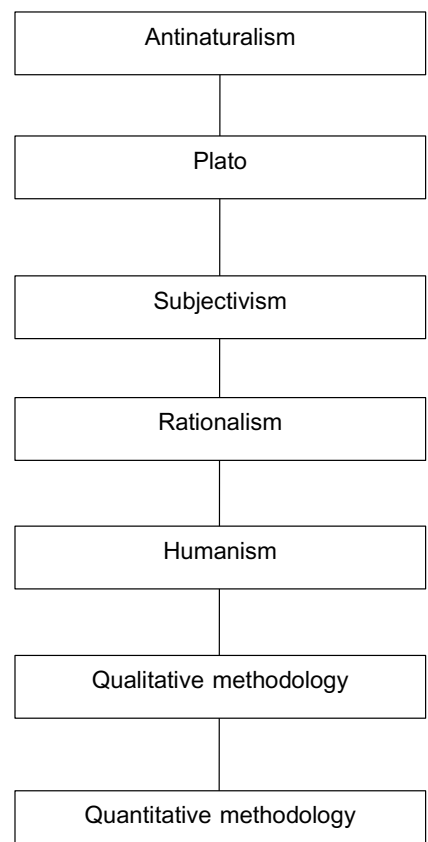 Antinaturalism
Plato
Subjectivism
Rationalism
Humanism
Qualitative methodology
Quantitative methodology